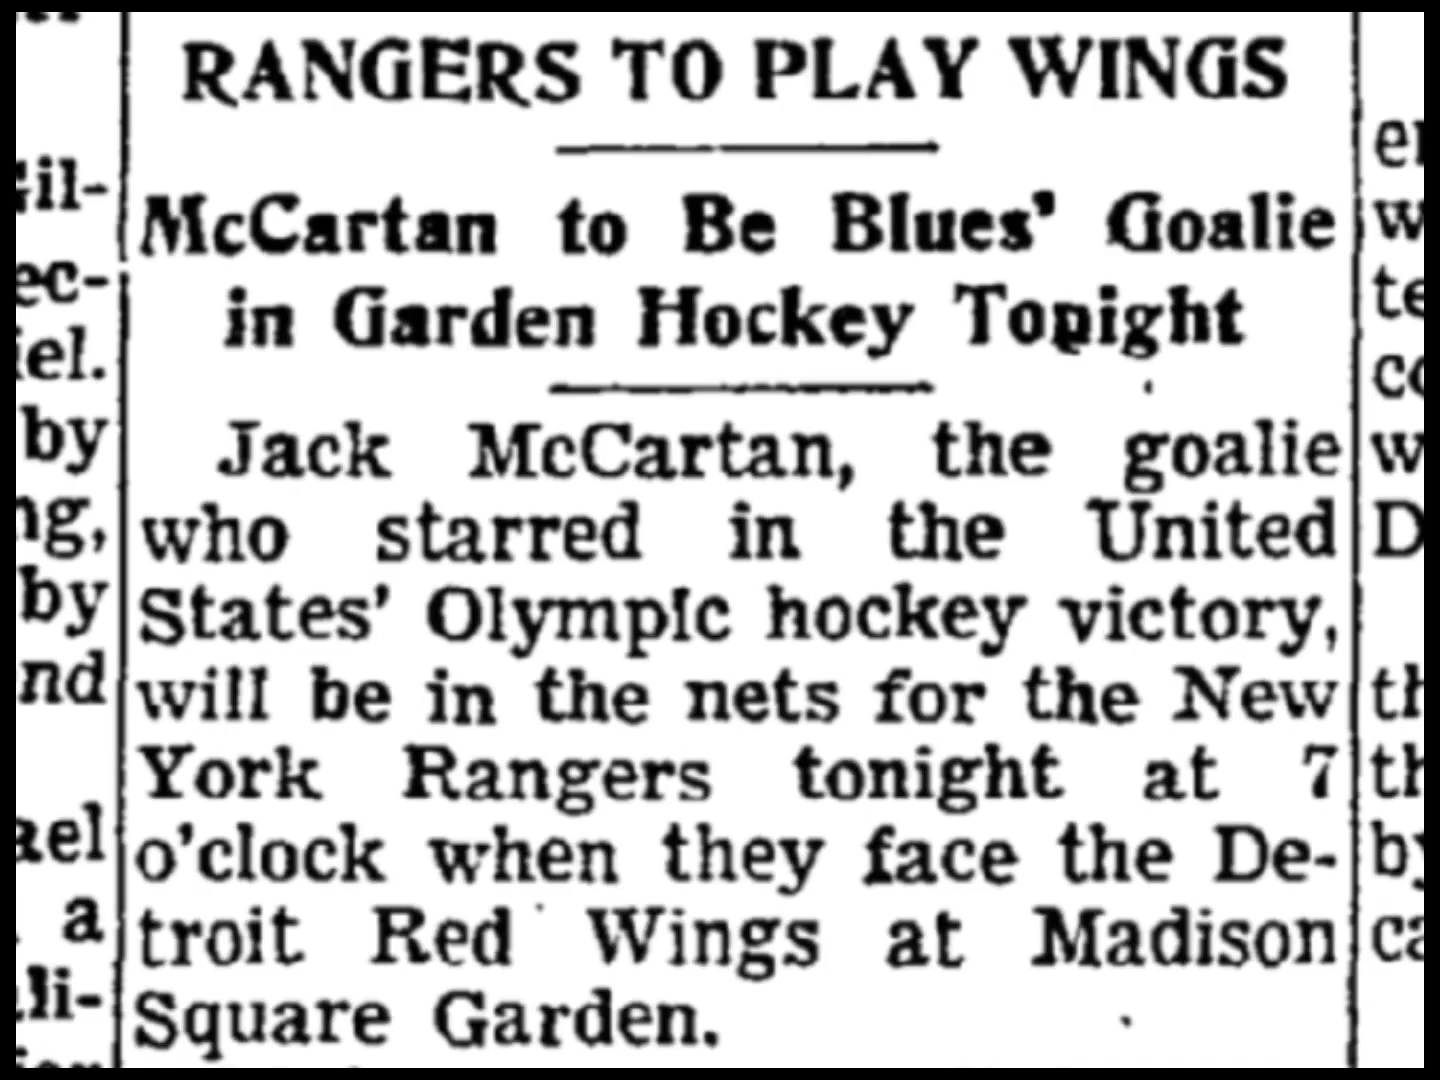 RANGERS TO PLAY WINGS
McCartan to Be Blues' Goalie
in Garden Hockey Tonight
Jack McCartan, the goalie
who starred in the United
States' Olympic hockey victory,
will be in the nets for the New
York Rangers tonight at 7
o'clock when they face the De-
troit Red Wings at Madison
Square Garden.